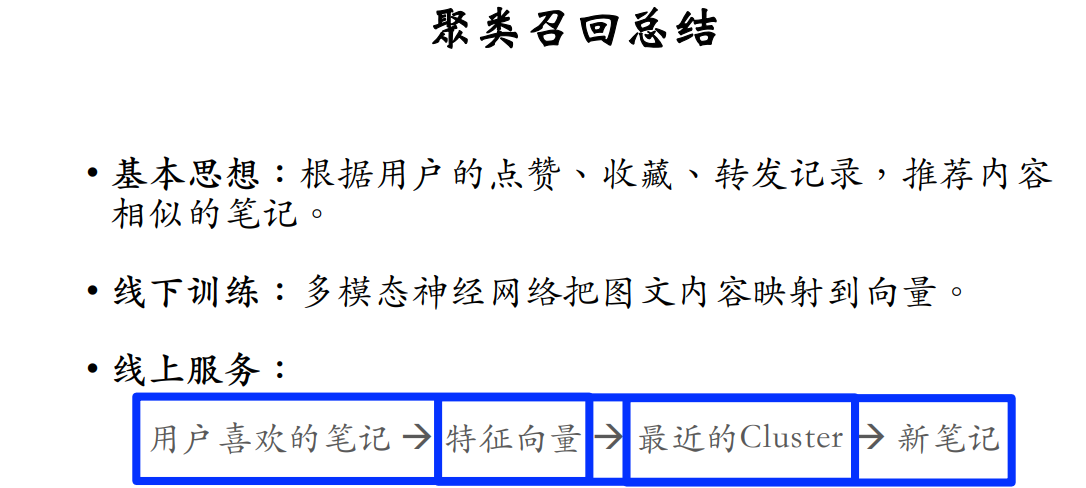 聚类召回总结
• 基本思想：根据用户的点赞、收藏、转发记录，推荐内容
相似的笔记。
• 线下训练：多模态神经网络把图文内容映射到向量。
• 线上服务：
用户喜欢的笔记 → 特征向量 → 最近的Cluster → 新笔记